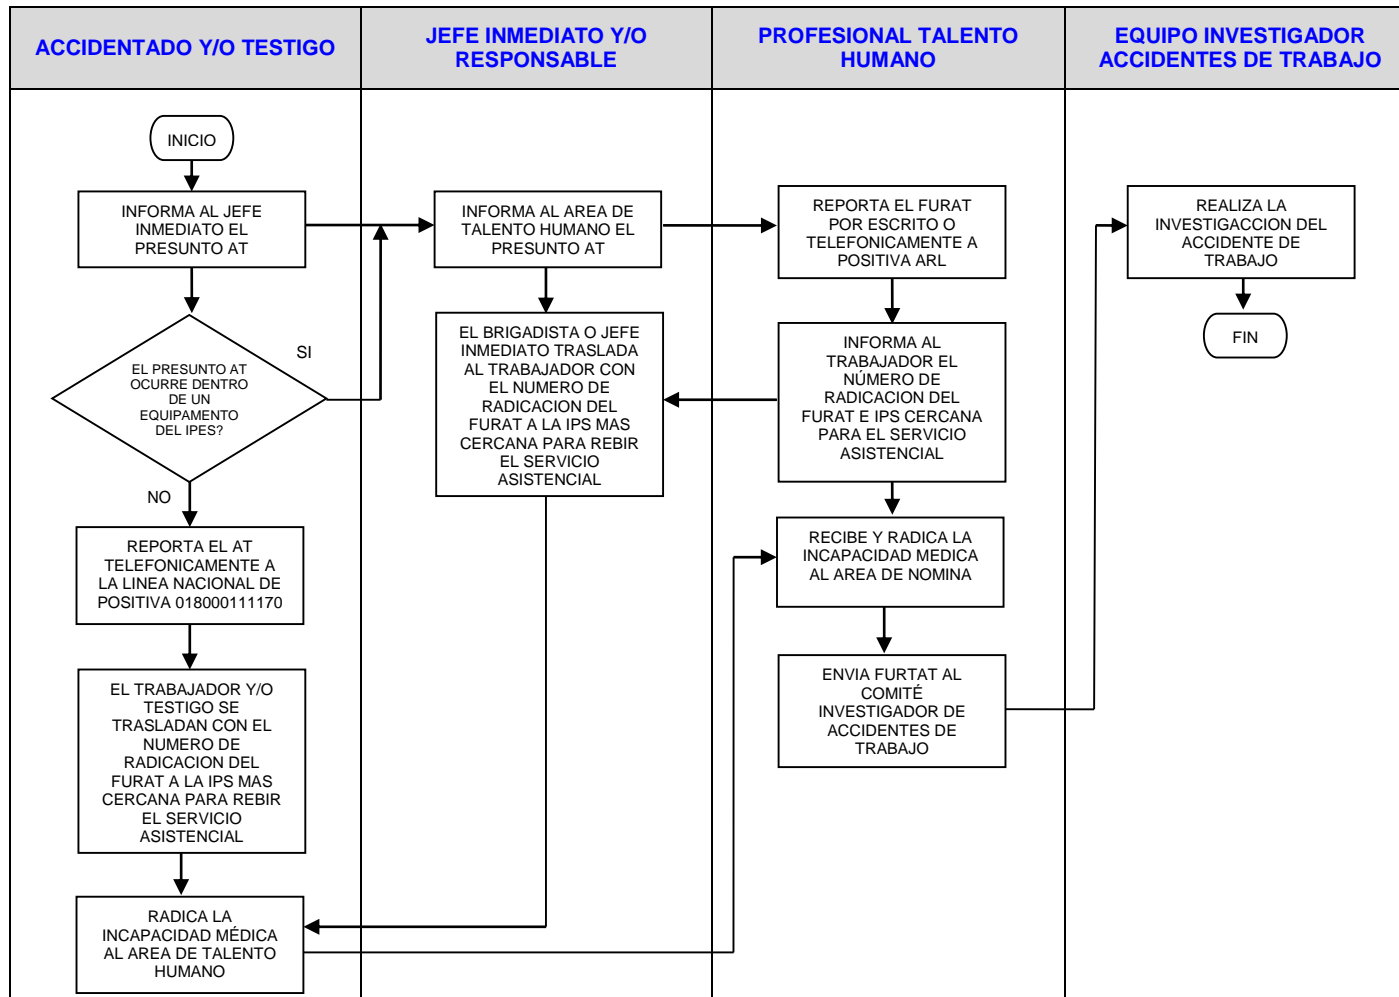 ACCIDENTADO Y/O TESTIGO
JEFE INMEDIATO Y/O
RESPONSABLE
PROFESIONAL TALENTO
HUMANO
EQUIPO INVESTIGADOR
ACCIDENTES DE TRABAJO
INICIO
INFORMA AL JEFE
INMEDIATO EL
PRESUNTO AT
EL PRESUNTO AT
OCURRE DENTRO
DE UN
EQUIPAMENTO
DEL IPES?
SI
NO
REPORTA EL AT
TELEFONICAMENTE A
LA LINEA NACIONAL DE
POSITIVA 018000111170
EL TRABAJADOR Y/O
TESTIGO SE
TRASLADAN CON EL
NUMERO DE
RADICACION DEL
FURAT A LA IPS MAS
CERCANA PARA REBIR
EL SERVICIO
ASISTENCIAL
RADICA LA
INCAPACIDAD MÉDICA
AL AREA DE TALENTO
HUMANO
INFORMA AL AREA DE
TALENTO HUMANO EL
PRESUNTO AT
EL BRIGADISTA O JEFE
INMEDIATO TRASLADA
AL TRABAJADOR CON
EL NUMERO DE
RADICACION DEL
FURAT A LA IPS MAS
CERCANA PARA REBIR
EL SERVICIO
ASISTENCIAL
REPORTA EL FURAT
POR ESCRITO O
TELEFONICAMENTE A
POSITIVA ARL
INFORMA AL
TRABAJADOR EL
NÚMERO DE
RADICACION DEL
FURAT E IPS CERCANA
PARA EL SERVICIO
ASISTENCIAL
RECIBE Y RADICA LA
INCAPACIDAD MEDICA
AL AREA DE NOMINA
ENVIA FURTAT AL
COMITÉ
INVESTIGADOR DE
ACCIDENTES DE
TRABAJO
REALIZA LA
INVESTIGACCION DEL
ACCIDENTE DE
TRABAJO
FIN